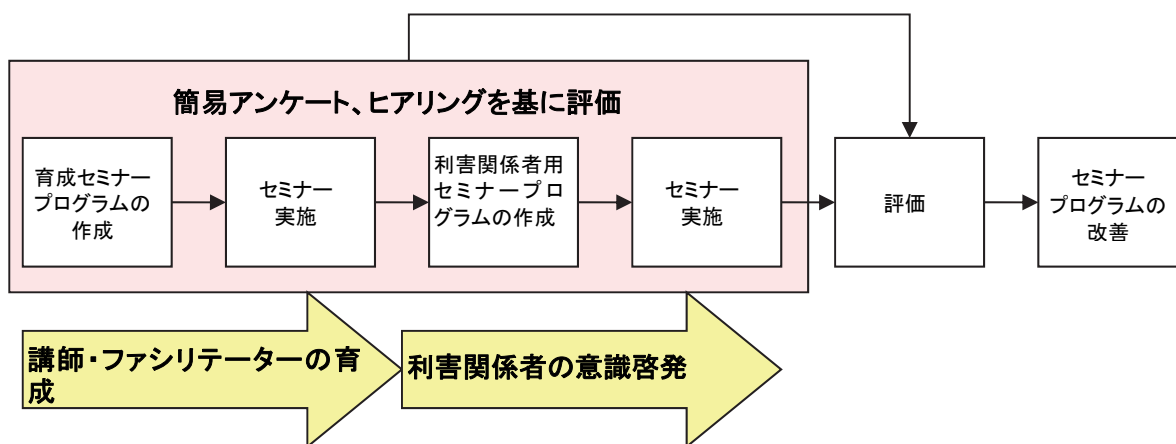 簡易アンケート、ヒアリングを基に評価
育成セミナー
プログラムの
作成
セミナー
実施
利害関係者用
セミナープロ
グラムの作成
セミナー
実施
評価
セミナー
プログラムの
改善
講師・ファシリテーターの育
成
利害関係者の意識啓発